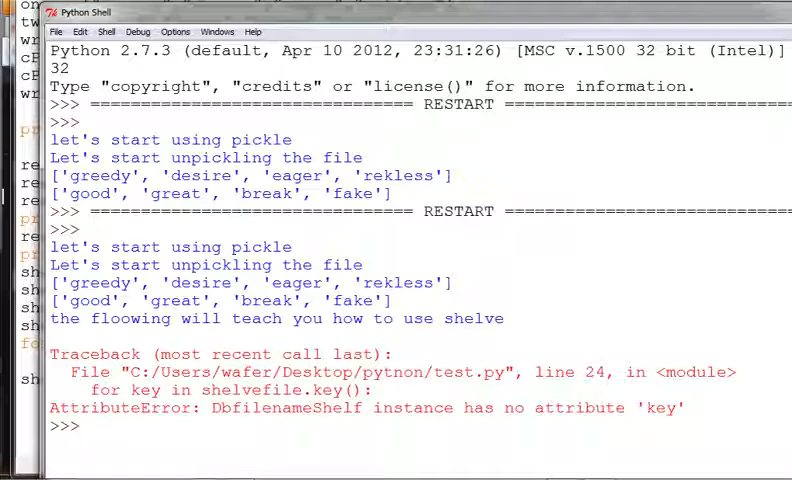 Python Shell
File Edit Shell Debug Options Windows Help
Python 2.7.3 (default, Apr 10 2012, 23:31:26) [MSC v.1500 32 bit (Intel)]
32
Type "copyright", "credits" or "license()" for more information.
>>> ================================ RESTART ============================
>>>
let's start using pickle
Let's start unpickling the file
['greedy', 'desire', 'eager', 'rekless']
['good', 'great', 'break', 'fake']
>>> ================================ RESTART ============================
>>>
let's start using pickle
Let's start unpickling the file
['greedy', 'desire', 'eager', 'rekless']
['good', 'great', 'break', 'fake']
the floowing will teach you how to use shelve
Traceback (most recent call last):
File "C:/Users/wafer/Desktop/pytnon/test.py", line 24, in <module>
for key in shelvefile.key():
AttributeError: DbfilenameShelf instance has no attribute 'key'
>>>